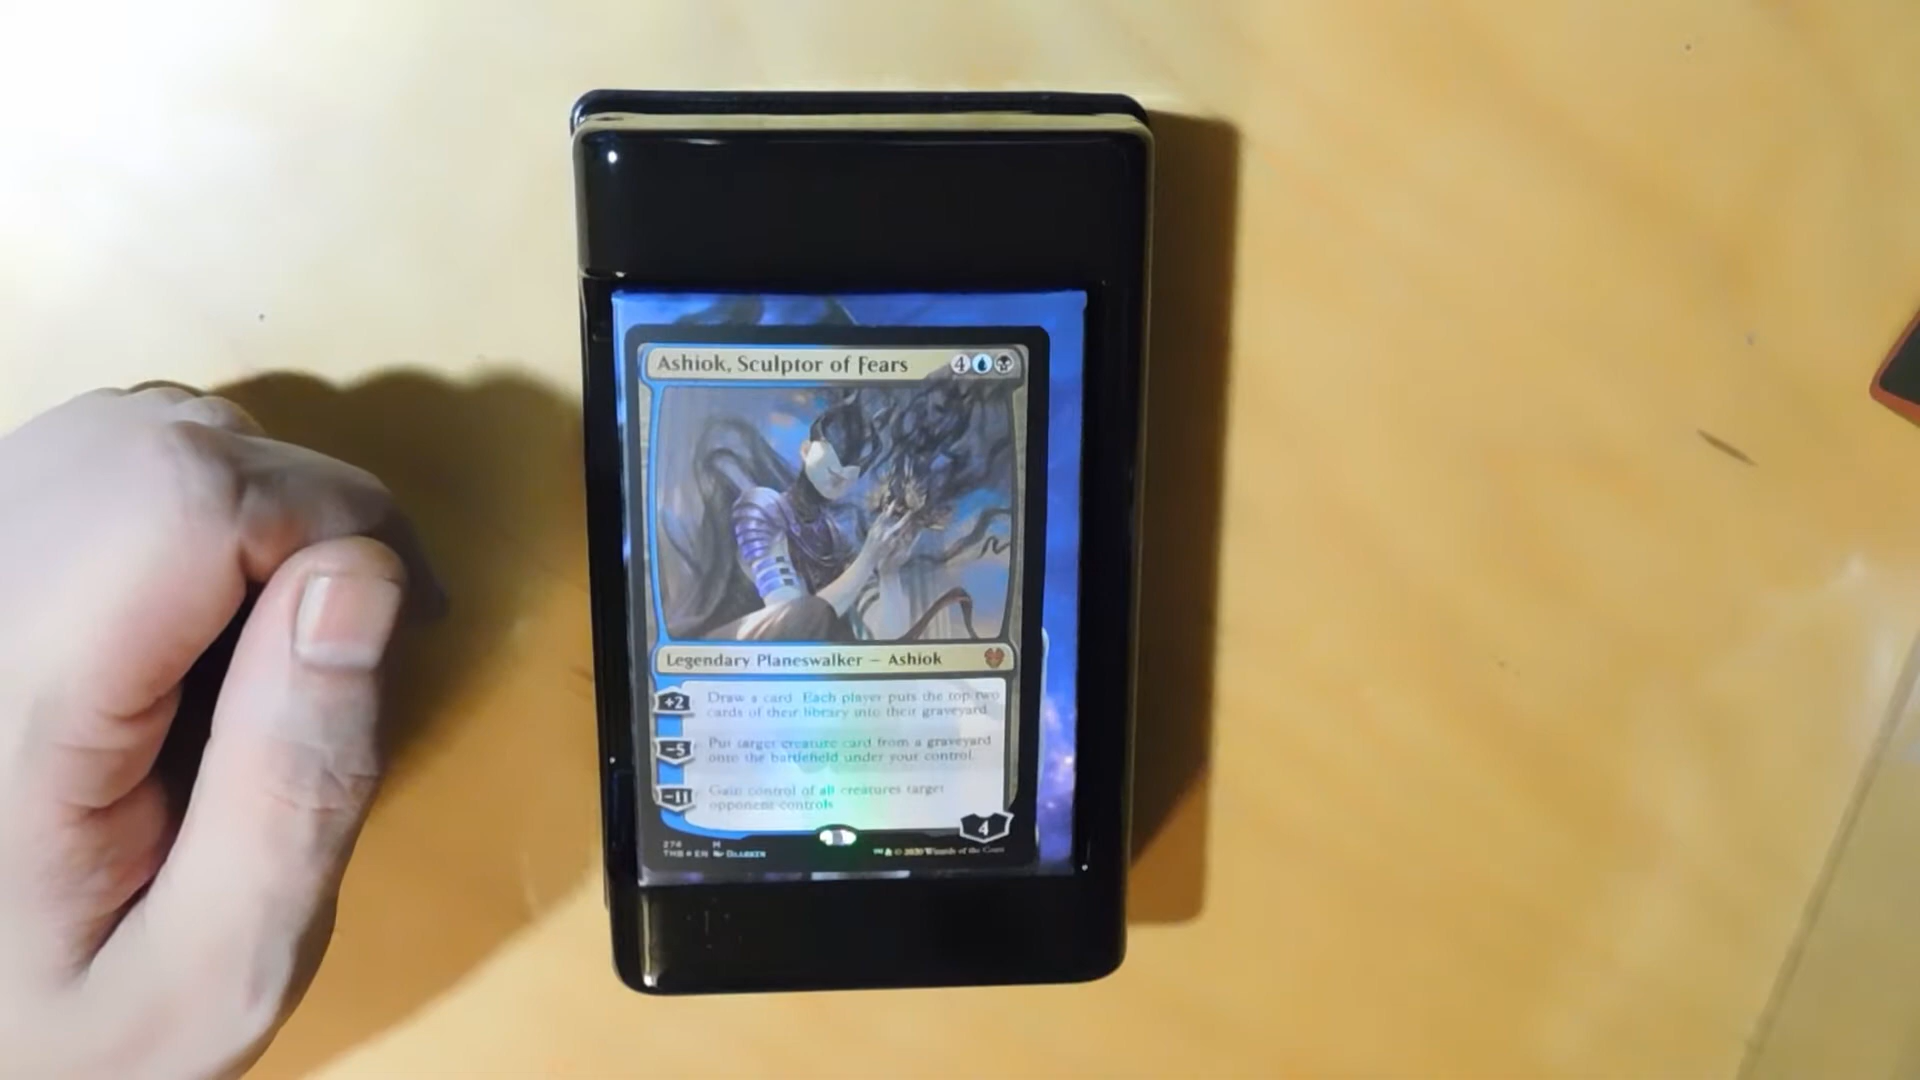 Ashiok, Sculptor of Fears 4
Legendary Planeswalker – Ashiok
+2 Draw a card. Each player puts the top two
cards of their library into their graveyard.
−5 Put target creature card from a graveyard
onto the battlefield under your control.
−11 Gain control of all creatures target
opponent controls.
4
274 M
THB EN
™ & © 2020 Wizards of the Coast